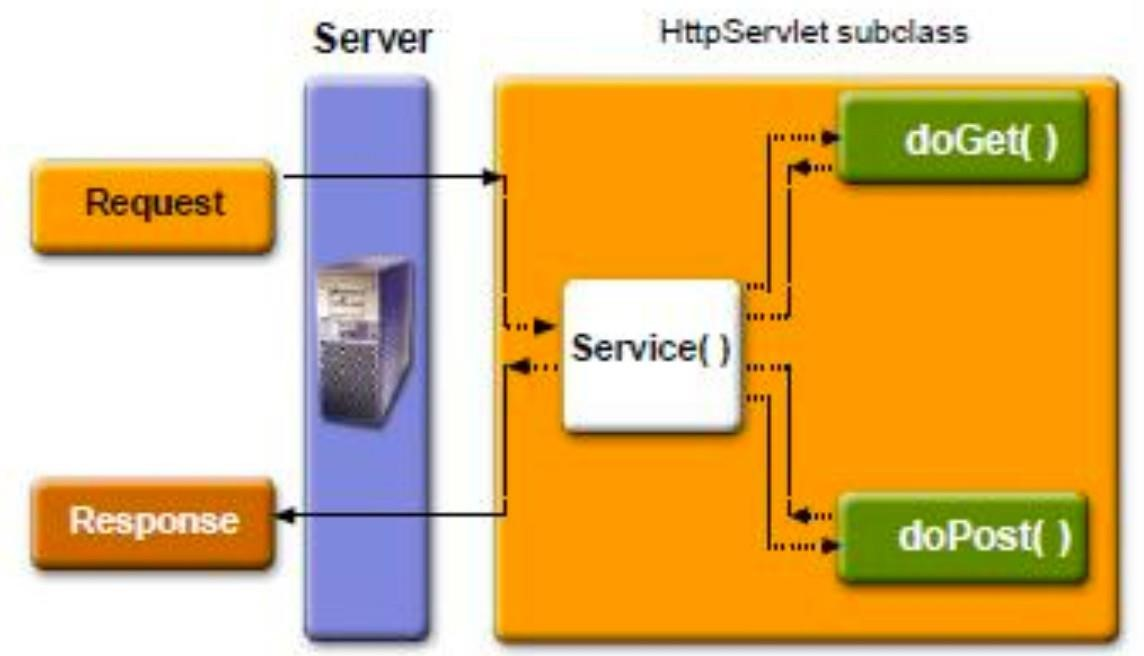 Server
HttpServlet subclass
doGet( )
Request
Service( )
Response
doPost( )